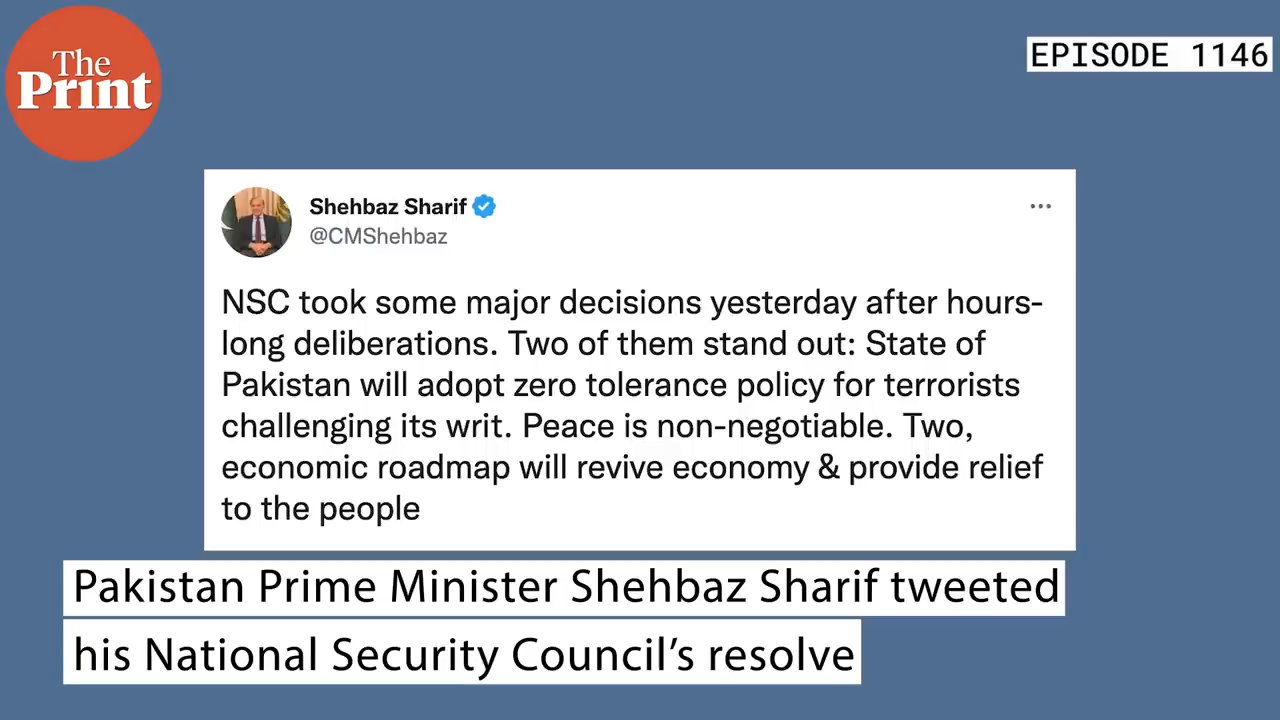 The
Print
EPISODE 1146
Shehbaz Sharif
@CMShehbaz
NSC took some major decisions yesterday after hours-
long deliberations. Two of them stand out: State of
Pakistan will adopt zero tolerance policy for terrorists
challenging its writ. Peace is non-negotiable. Two,
economic roadmap will revive economy & provide relief
to the people
Pakistan Prime Minister Shehbaz Sharif tweeted
his National Security Council’s resolve